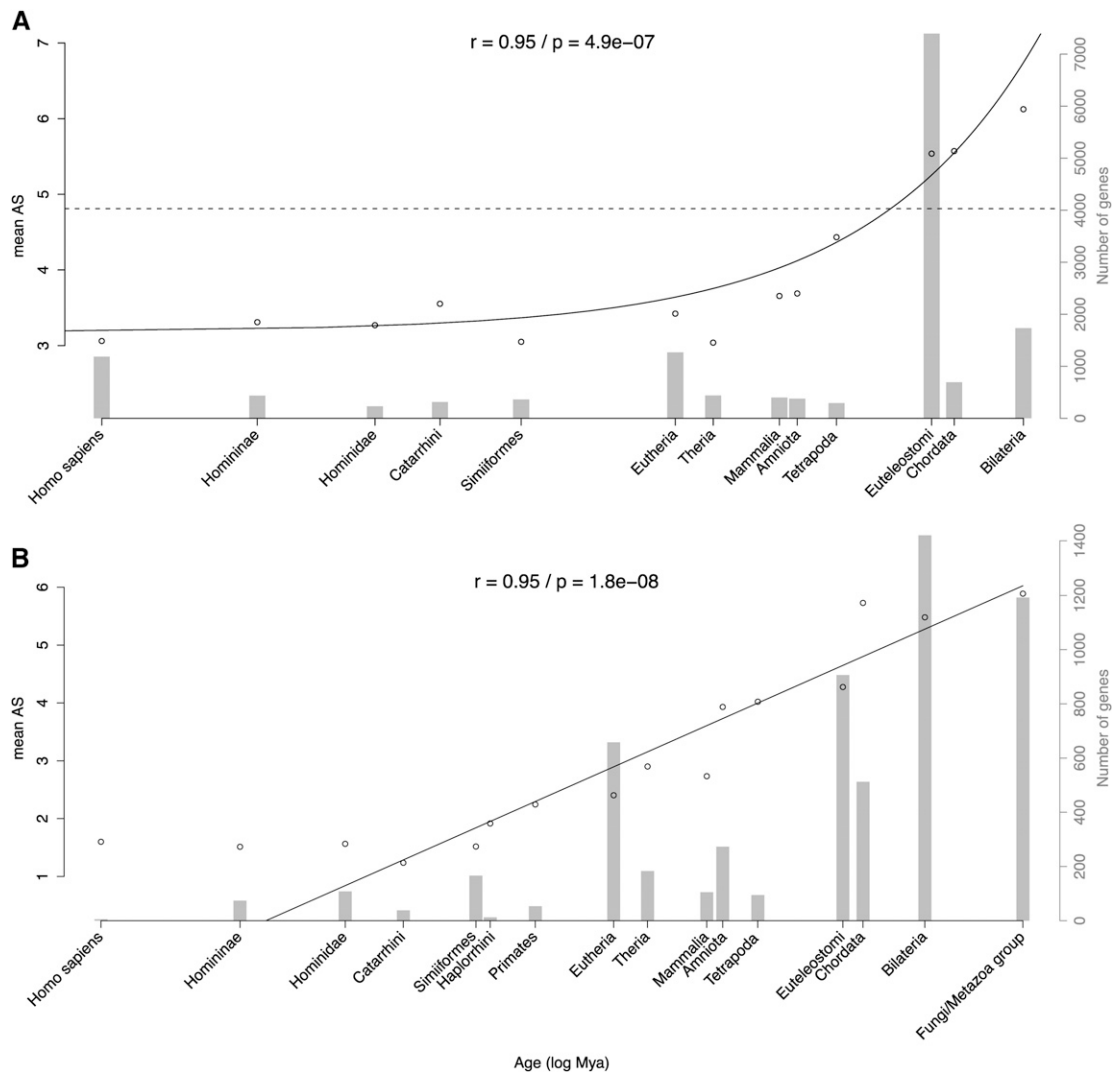 A
r = 0.95 / p = 4.9e−07
mean AS
7
6
5
4
3
Number of genes
7000
6000
5000
4000
3000
2000
1000
0
Homo sapiens
Homininae
Hominidae
Catarrhini
Simiiformes
Eutheria
Theria
Mammalia
Amniota
Tetrapoda
Euteleostomi
Chordata
Bilateria
B
r = 0.95 / p = 1.8e−08
mean AS
6
5
4
3
2
1
Number of genes
1400
1200
1000
800
600
400
200
0
Homo sapiens
Homininae
Hominidae
Catarrhini
Simiiformes
Haplorrhini
Primates
Eutheria
Theria
Mammalia
Amniota
Tetrapoda
Euteleostomi
Chordata
Bilateria
Fungi/Metazoa group
Age (log Mya)